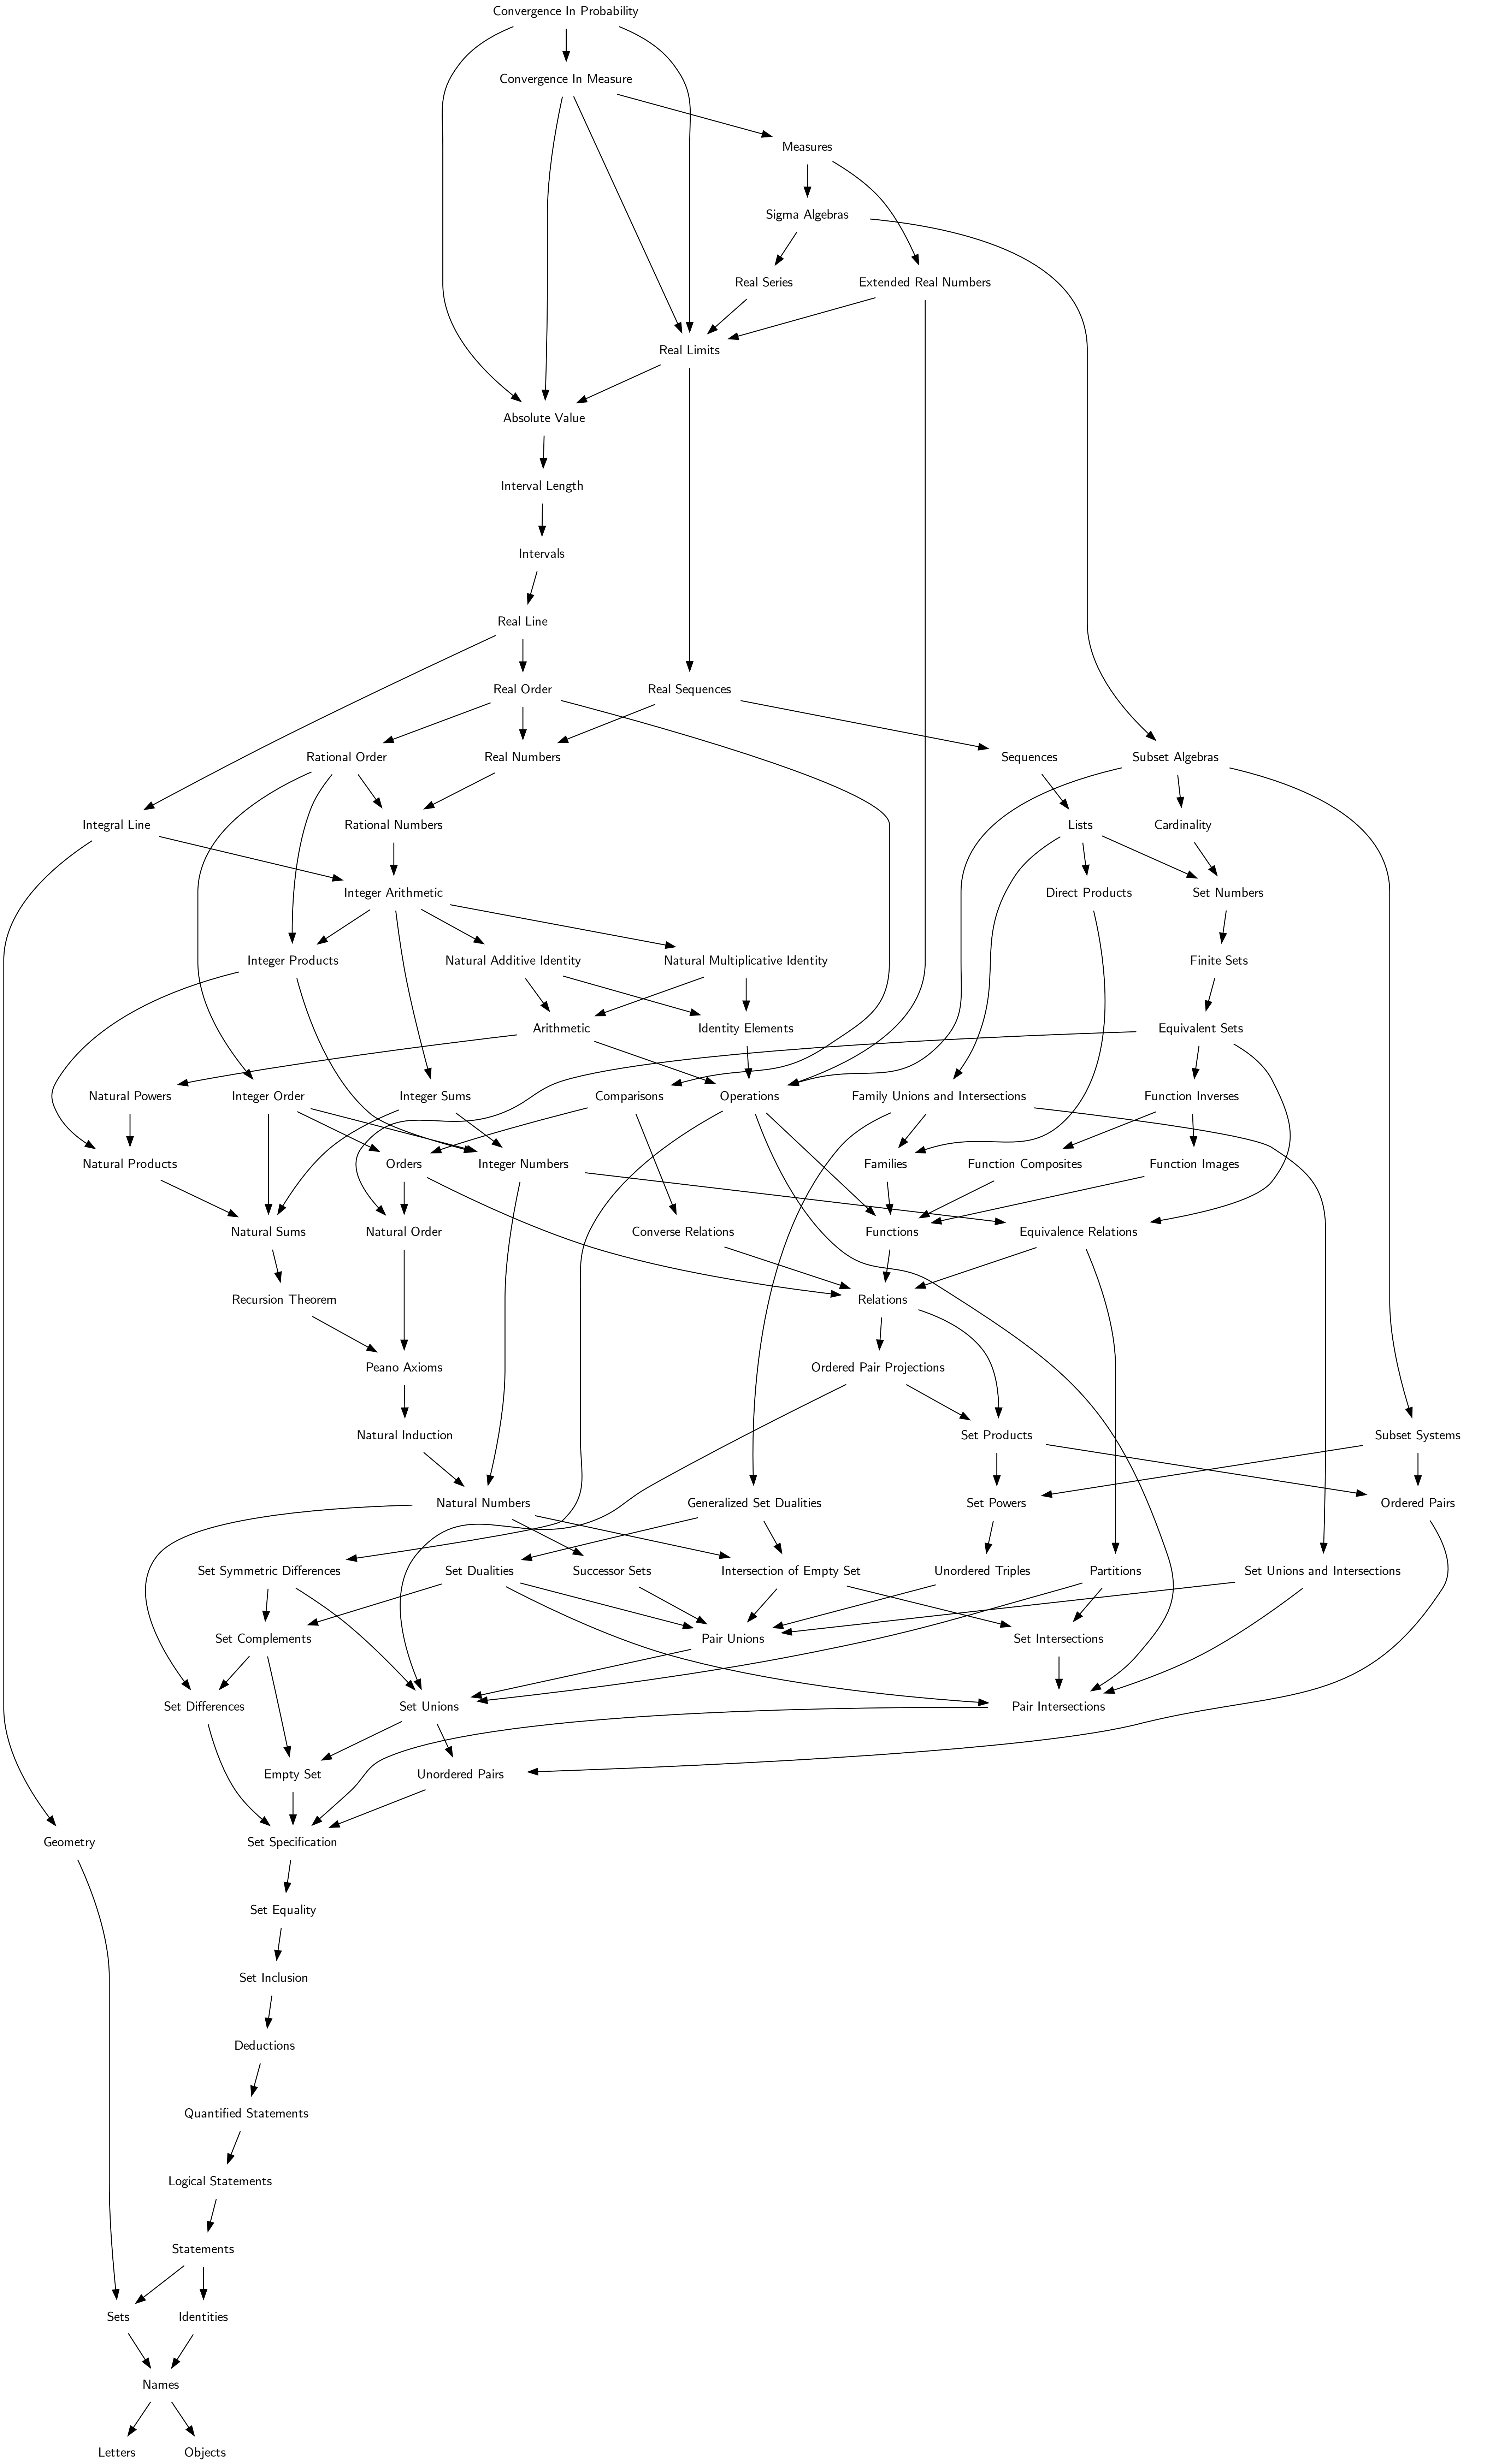 Convergence In Probability
Convergence In Measure
Measures
Sigma Algebras
Real Series
Extended Real Numbers
Real Limits
Absolute Value
Interval Length
Intervals
Real Line
Real Order
Real Sequences
Rational Order
Real Numbers
Sequences
Subset Algebras
Integral Line
Rational Numbers
Lists
Cardinality
Integer Arithmetic
Direct Products
Set Numbers
Integer Products
Natural Additive Identity
Natural Multiplicative Identity
Finite Sets
Arithmetic
Identity Elements
Equivalent Sets
Natural Powers
Integer Order
Integer Sums
Comparisons
Operations
Family Unions and Intersections
Function Inverses
Natural Products
Orders
Integer Numbers
Families
Function Composites
Function Images
Natural Sums
Natural Order
Converse Relations
Functions
Equivalence Relations
Recursion Theorem
Relations
Peano Axioms
Ordered Pair Projections
Natural Induction
Set Products
Subset Systems
Natural Numbers
Generalized Set Dualities
Set Powers
Ordered Pairs
Set Symmetric Differences
Set Dualities
Successor Sets
Intersection of Empty Set
Unordered Triples
Partitions
Set Unions and Intersections
Set Complements
Pair Unions
Set Intersections
Set Differences
Set Unions
Pair Intersections
Empty Set
Unordered Pairs
Geometry
Set Specification
Set Equality
Set Inclusion
Deductions
Quantified Statements
Logical Statements
Statements
Sets
Identities
Names
Letters
Objects